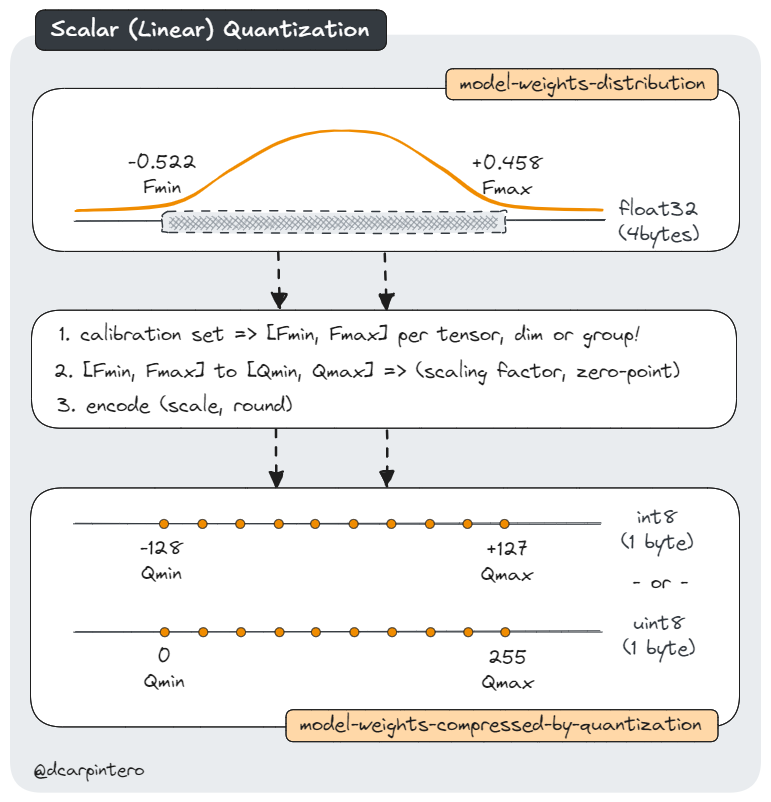 Scalar (Linear) Quantization
model-weights-distribution
-0.522
Fmin
+0.458
Fmax
float32
(4bytes)
1. calibration set => [Fmin, Fmax] per tensor, dim or group!
2. [Fmin, Fmax] to [Qmin, Qmax] => (scaling factor, zero-point)
3. encode (scale, round)
-128
Qmin
+127
Qmax
int8
(1 byte)
- or -
0
Qmin
255
Qmax
uint8
(1 byte)
model-weights-compressed-by-quantization
@dcarpintero